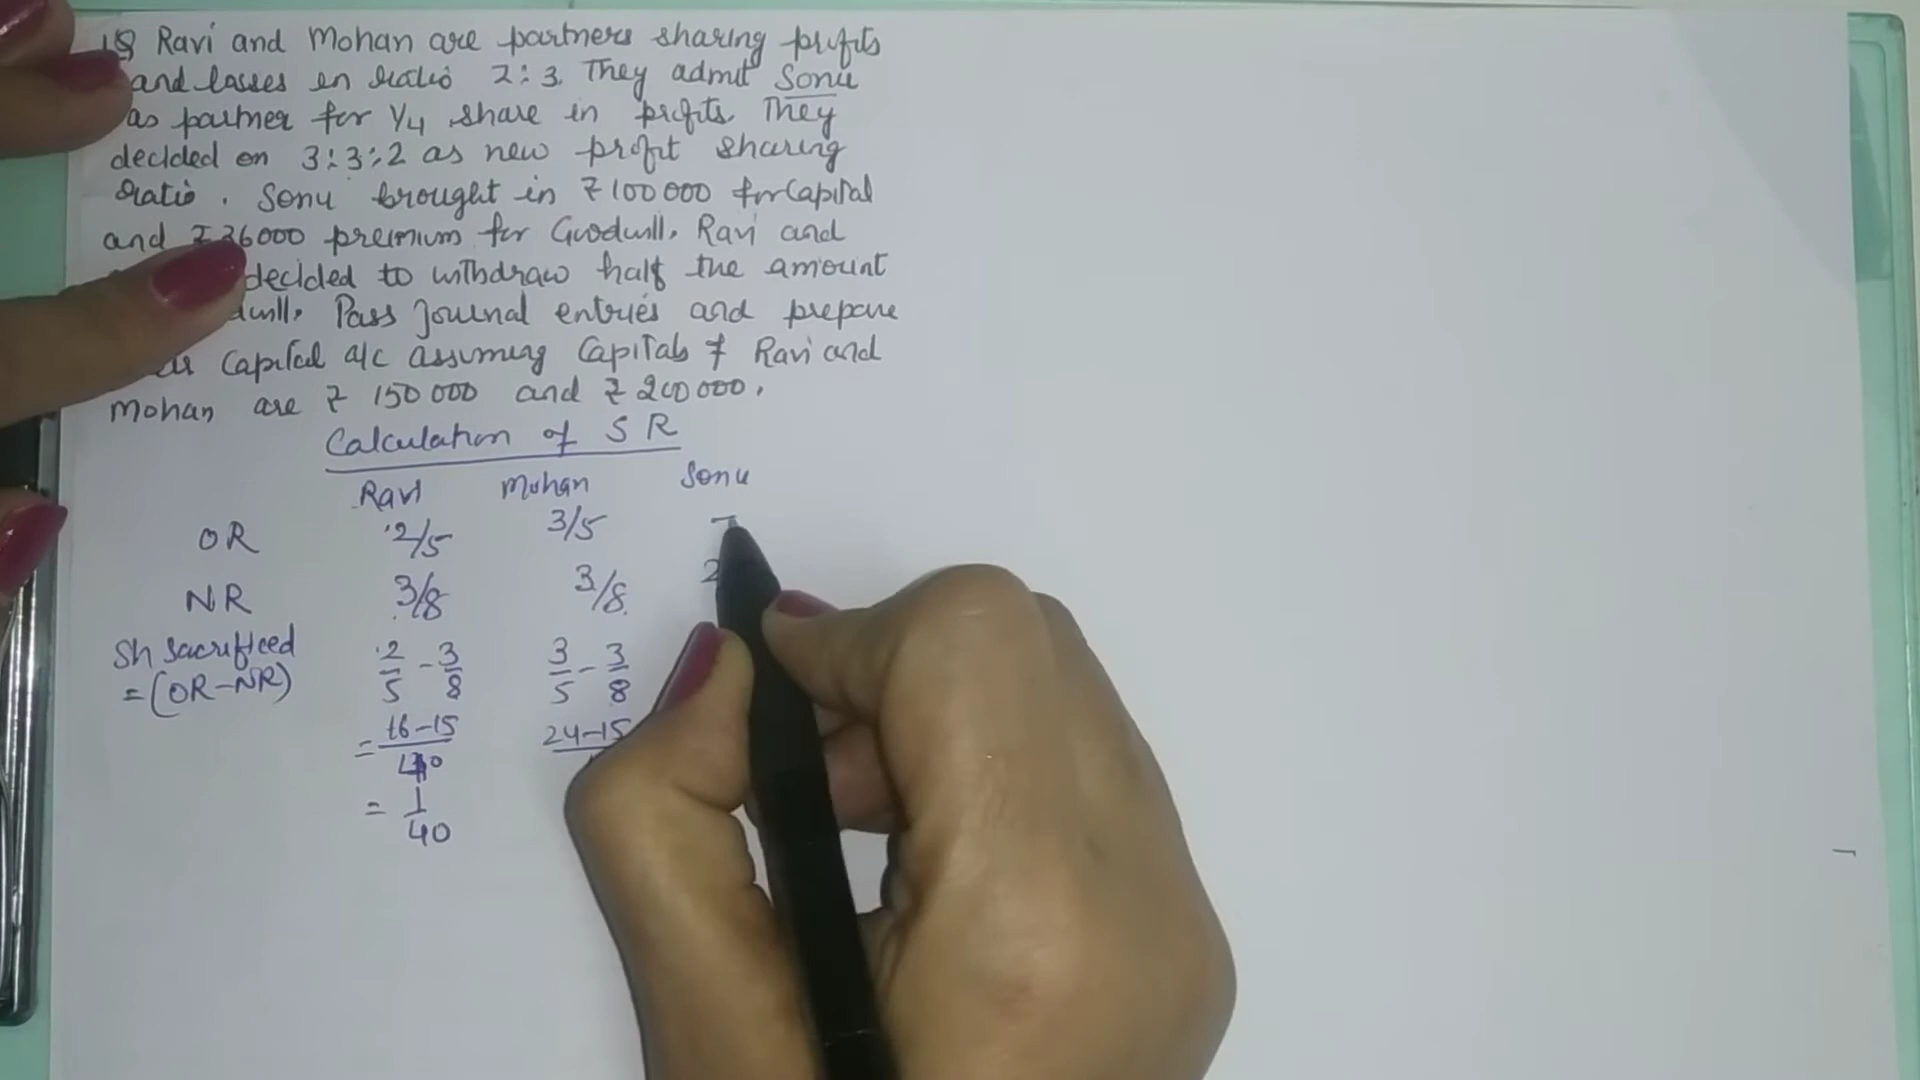 Ravi and Mohan are partners sharing profits
and losses in ratio 2:3. They admit Sonu
as partner for 1/4 share in profits. They
decided on 3:3:2 as new profit sharing
ratio. Sonu brought in ₹100000 for Capital
and ₹36000 premium for Goodwill. Ravi and
decided to withdraw half the amount
Pass Journal entries and prepare
Capital a/c assuming Capitals of Ravi and
Mohan are ₹ 150000 and ₹ 200000.
Calculation of SR
Ravi Mohan Sonu
OR 2/5 3/5 -
NR 3/8 3/8 2
Sh sacrificed 2/5 - 3/8 3/5 - 3/8
=(OR-NR)
= 16-15/40 24-15
= 1/40